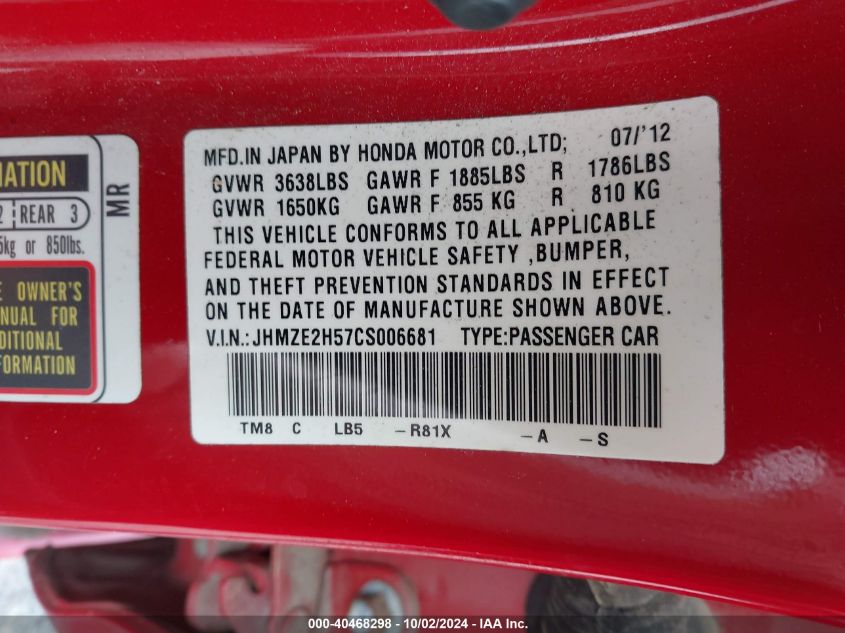 MATION
2 REAR 3
5kg or 850lbs.
E OWNER'S
NUAL FOR
DITIONAL
FORMATION
MR
MFD.IN JAPAN BY HONDA MOTOR CO.,LTD; 07/'12
GVWR 3638LBS GAWR F 1885LBS R 1786LBS
GVWR 1650KG GAWR F 855 KG R 810 KG
THIS VEHICLE CONFORMS TO ALL APPLICABLE
FEDERAL MOTOR VEHICLE SAFETY ,BUMPER,
AND THEFT PREVENTION STANDARDS IN EFFECT
ON THE DATE OF MANUFACTURE SHOWN ABOVE.
V.I.N.:JHMZE2H57CS006681 TYPE:PASSENGER CAR
TM8 C LB5 -R81X -A -S
000-40468298 - 10/02/2024 - IAA Inc.